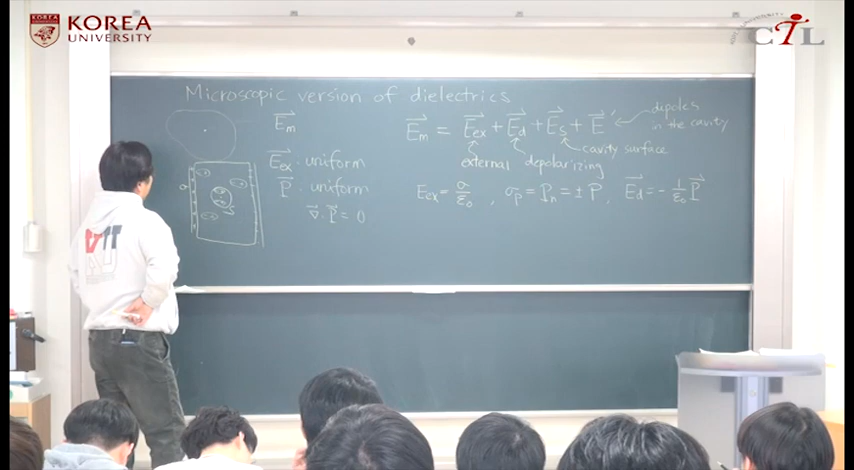 KOREA
UNIVERSITY
CTL
Microscopic version of dielectrics
E⃗m
E⃗ex : uniform
P⃗ : uniform
∇⃗ · P⃗ = 0
E⃗m = E⃗ex + E⃗d + E⃗s + E⃗'
dipoles
in the cavity
cavity surface
external
depolarizing
Eex = σ/ε₀ , σp = Pn = ±P , E⃗d = - 1/ε₀ P⃗